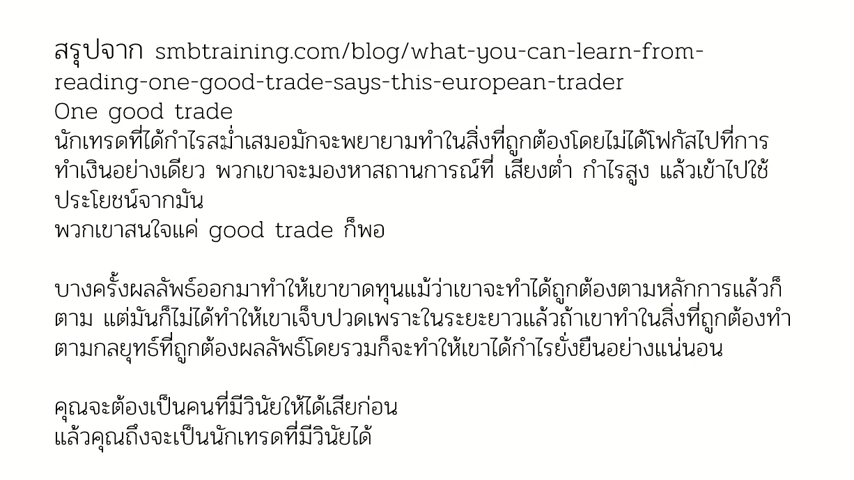 สรุปจาก smbtraining.com/blog/what-you-can-learn-from-
reading-one-good-trade-says-this-european-trader
One good trade
นักเทรดที่ได้กำไรสม่ำเสมอมักจะพยายามทำในสิ่งที่ถูกต้องโดยไม่ได้โฟกัสไปที่การ
ทำเงินอย่างเดียว พวกเขาจะมองหาสถานการณ์ที่ เสียงต่ำ กำไรสูง แล้วเข้าไปใช้
ประโยชน์จากมัน
พวกเขาสนใจแค่ good trade ก็พอ
บางครั้งผลลัพธ์ออกมาทำให้เขาขาดทุนแม้ว่าเขาจะทำได้ถูกต้องตามหลักการแล้วก็
ตาม แต่มันก็ไม่ได้ทำให้เขาเจ็บปวดเพราะในระยะยาวแล้วถ้าเขาทำในสิ่งที่ถูกต้องทำ
ตามกลยุทธ์ที่ถูกต้องผลลัพธ์โดยรวมก็จะทำให้เขาได้กำไรยั่งยืนอย่างแน่นอน
คุณจะต้องเป็นคนที่มีวินัยให้ได้เสียก่อน
แล้วคุณถึงจะเป็นนักเทรดที่มีวินัยได้